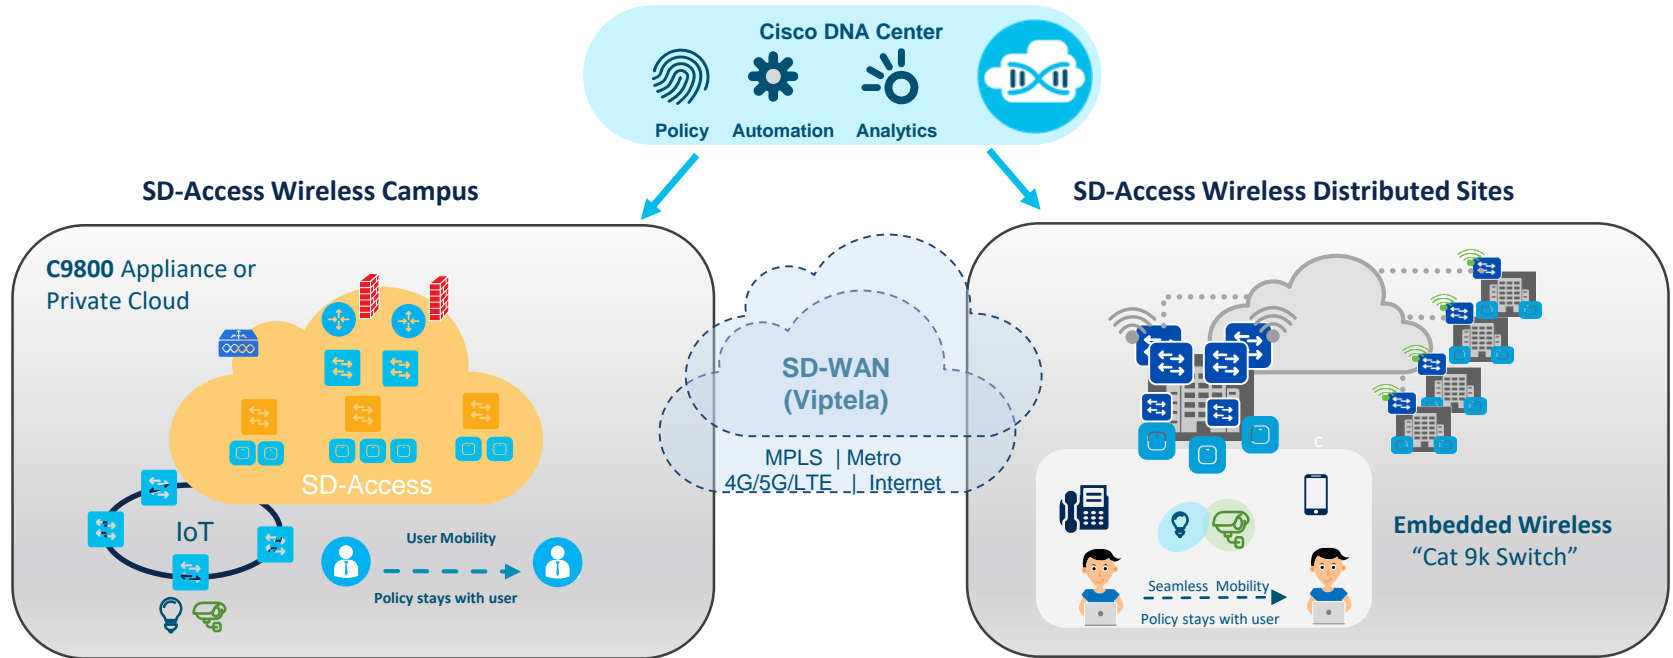 Cisco DNA Center
Policy Automation Analytics
SD-Access Wireless Campus
SD-Access Wireless Distributed Sites
C9800 Appliance or
Private Cloud
SD-Access
IoT
User Mobility
Policy stays with user
SD-WAN
(Viptela)
MPLS | Metro
4G/5G/LTE | Internet
C
Embedded Wireless
“Cat 9k Switch”
Seamless Mobility
Policy stays with user